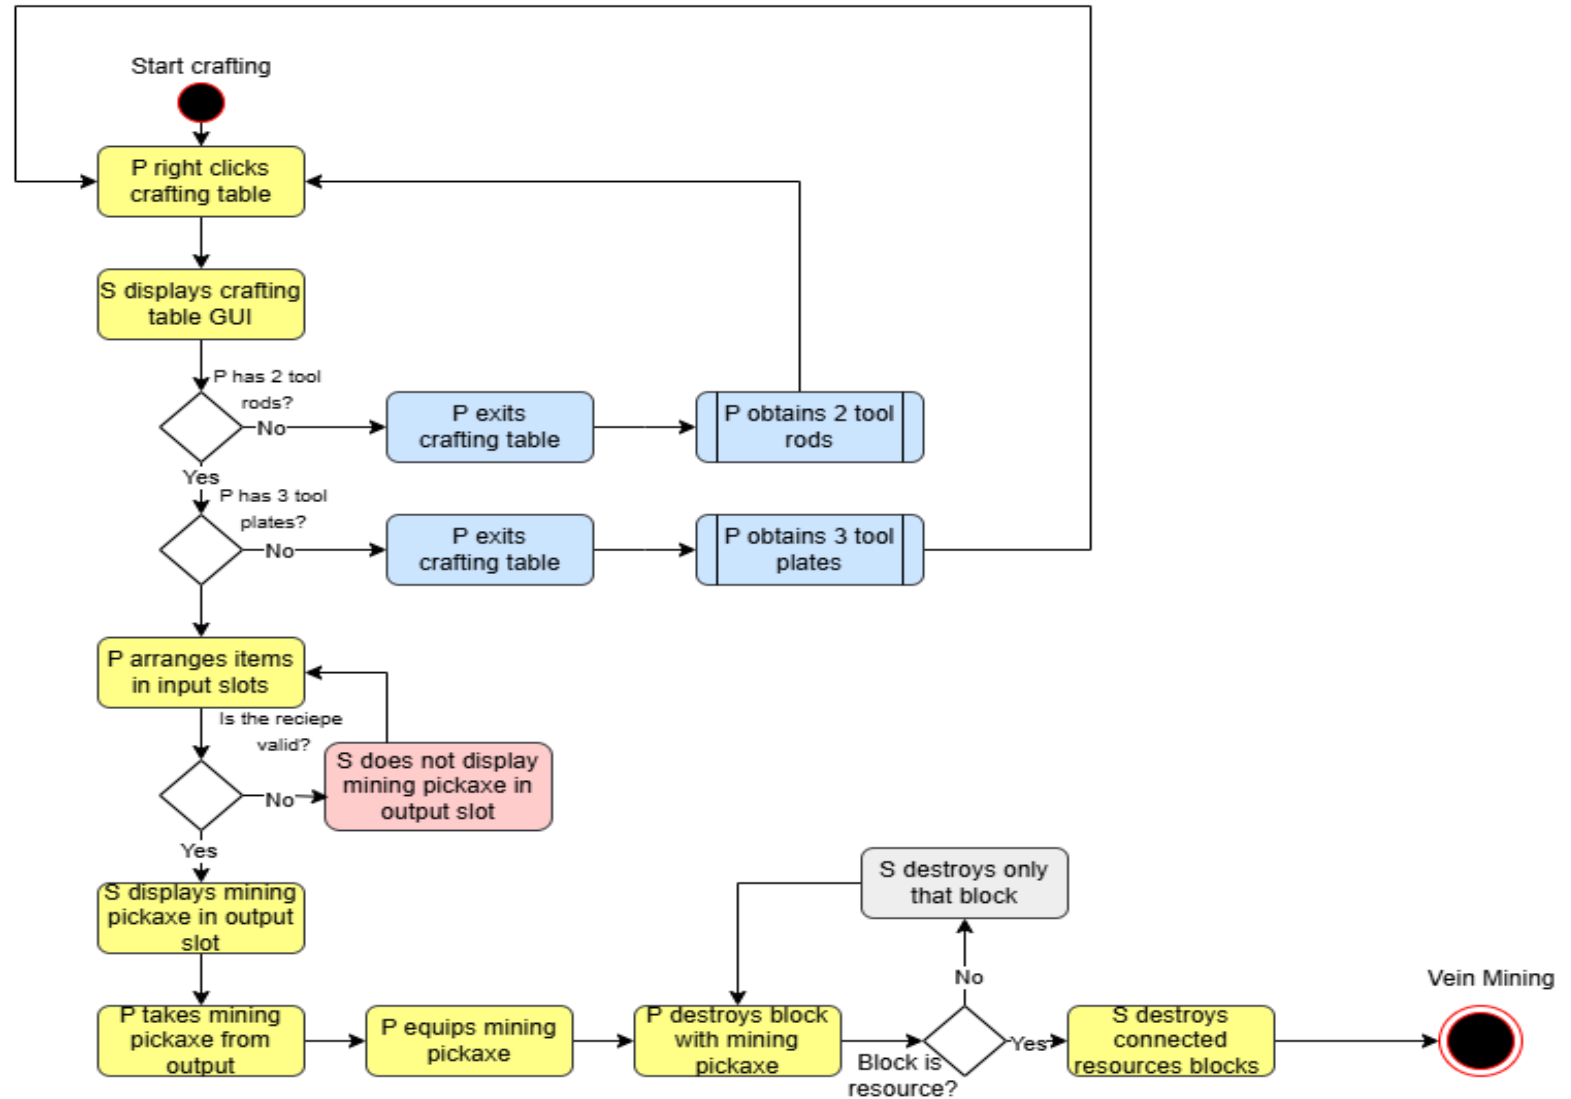 Start crafting
P right clicks
crafting table
S displays crafting
table GUI
P has 2 tool
rods?
No
P exits
crafting table
P obtains 2 tool
rods
Yes
P has 3 tool
plates?
No
P exits
crafting table
P obtains 3 tool
plates
P arranges items
in input slots
Is the reciepe
valid?
No
S does not display
mining pickaxe in
output slot
Yes
S displays mining
pickaxe in output
slot
P takes mining
pickaxe from
output
P equips mining
pickaxe
P destroys block
with mining
pickaxe
Block is
resource?
No
S destroys only
that block
Yes
S destroys
connected
resources blocks
Vein Mining